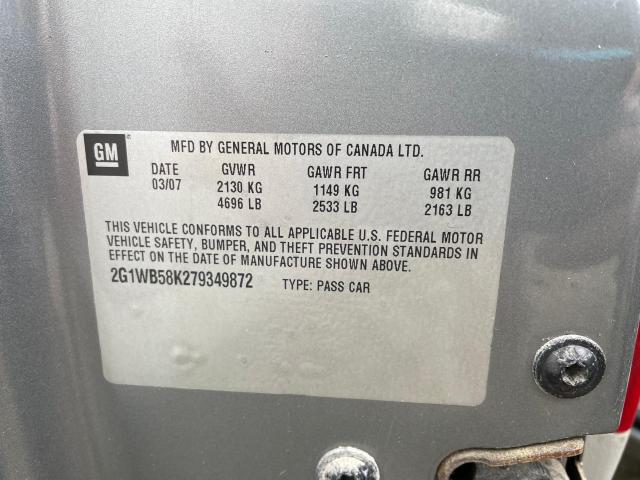 GM
MFD BY GENERAL MOTORS OF CANADA LTD.
DATE GVWR GAWR FRT GAWR RR
03/07 2130 KG 1149 KG 981 KG
4696 LB 2533 LB 2163 LB
THIS VEHICLE CONFORMS TO ALL APPLICABLE U.S. FEDERAL MOTOR
VEHICLE SAFETY, BUMPER, AND THEFT PREVENTION STANDARDS IN
EFFECT ON THE DATE OF MANUFACTURE SHOWN ABOVE.
2G1WB58K279349872 TYPE: PASS CAR